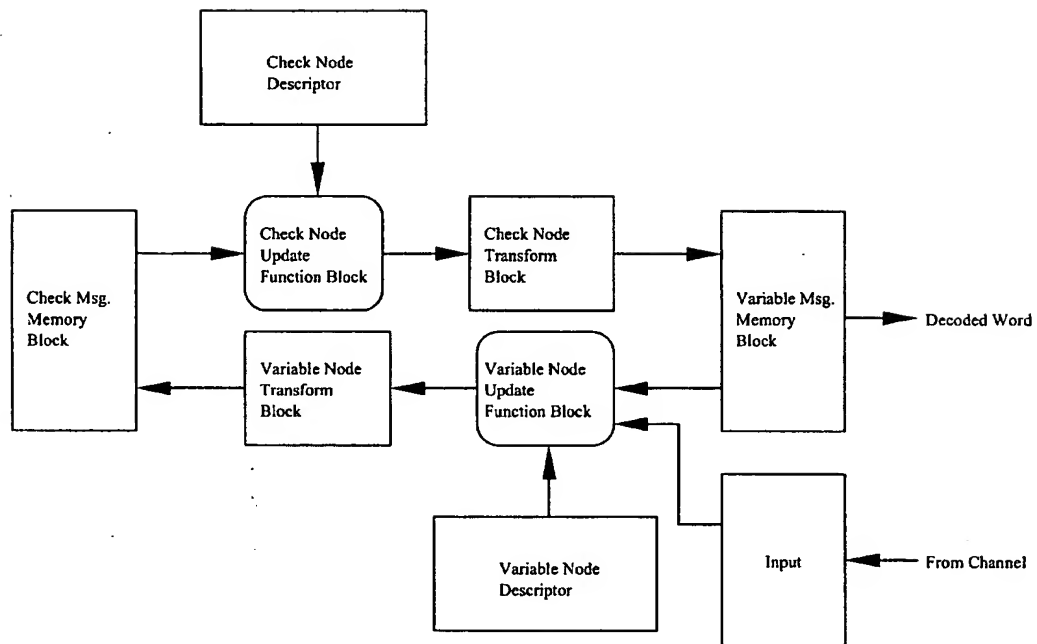 Check Node
Descriptor
Check Node
Update
Function Block
Check Node
Transform
Block
Check Msg.
Memory
Block
Variable Msg.
Memory
Block
Decoded Word
Variable Node
Transform
Block
Variable Node
Update
Function Block
Variable Node
Descriptor
Input
From Channel